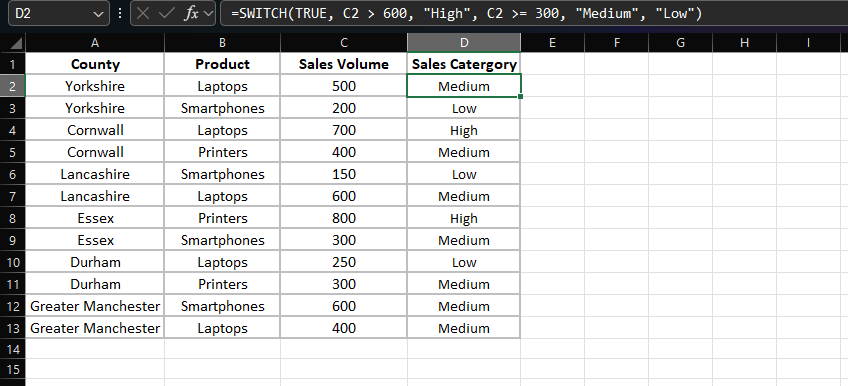 D2 fx =SWITCH(TRUE, C2 > 600, "High", C2 >= 300, "Medium", "Low")
A B C D E F G H I
1 County Product Sales Volume Sales Catergory
2 Yorkshire Laptops 500 Medium
3 Yorkshire Smartphones 200 Low
4 Cornwall Laptops 700 High
5 Cornwall Printers 400 Medium
6 Lancashire Smartphones 150 Low
7 Lancashire Laptops 600 Medium
8 Essex Printers 800 High
9 Essex Smartphones 300 Medium
10 Durham Laptops 250 Low
11 Durham Printers 300 Medium
12 Greater Manchester Smartphones 600 Medium
13 Greater Manchester Laptops 400 Medium
14
15